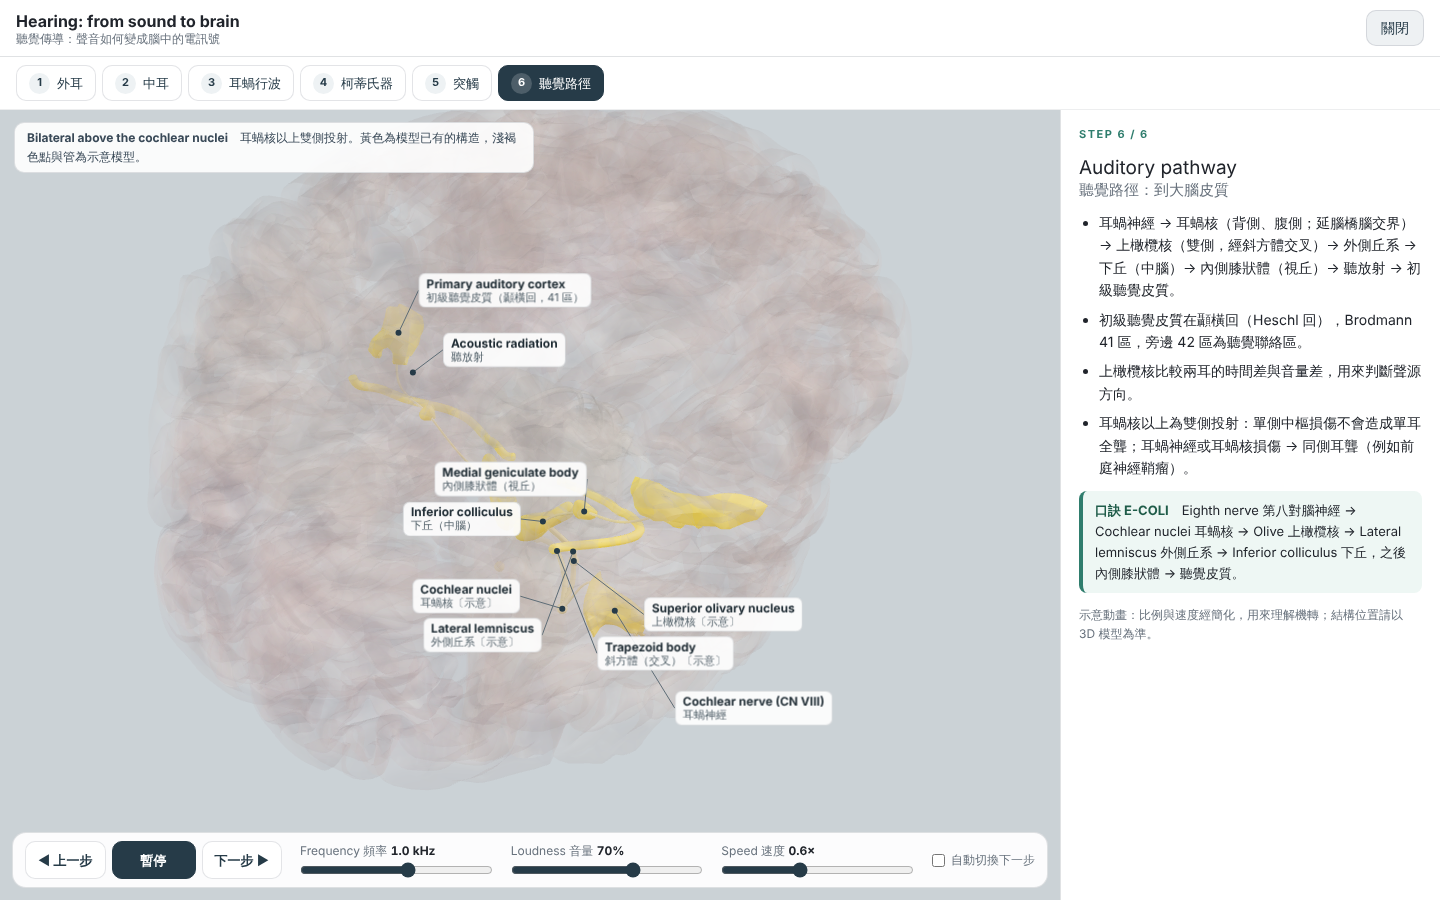 Hearing: from sound to brain
聽覺傳導：聲音如何變成腦中的電訊號
關閉
1 外耳
2 中耳
3 耳蝸行波
4 柯蒂氏器
5 突觸
6 聽覺路徑
Bilateral above the cochlear nuclei 耳蝸核以上雙側投射。黃色為模型已有的構造，淺褐
色點與管為示意模型。
Primary auditory cortex
初級聽覺皮質（顳橫回，41 區）
Acoustic radiation
聽放射
Medial geniculate body
內側膝狀體（視丘）
Inferior colliculus
下丘（中腦）
Cochlear nuclei
耳蝸核〔示意〕
Lateral lemniscus
外側丘系〔示意〕
Superior olivary nucleus
上橄欖核〔示意〕
Trapezoid body
斜方體（交叉）〔示意〕
Cochlear nerve (CN VIII)
耳蝸神經
◀ 上一步
暫停
下一步 ▶
Frequency 頻率 1.0 kHz
Loudness 音量 70%
Speed 速度 0.6×
自動切換下一步
STEP 6 / 6
Auditory pathway
聽覺路徑：到大腦皮質
• 耳蝸神經 → 耳蝸核（背側、腹側；延腦橋腦交界）
→ 上橄欖核（雙側，經斜方體交叉）→ 外側丘系 →
下丘（中腦）→ 內側膝狀體（視丘）→ 聽放射 → 初
級聽覺皮質。
• 初級聽覺皮質在顳橫回（Heschl 回），Brodmann
41 區，旁邊 42 區為聽覺聯絡區。
• 上橄欖核比較兩耳的時間差與音量差，用來判斷聲源
方向。
• 耳蝸核以上為雙側投射：單側中樞損傷不會造成單耳
全聾；耳蝸神經或耳蝸核損傷 → 同側耳聾（例如前
庭神經鞘瘤）。
口訣 E-COLI Eighth nerve 第八對腦神經 →
Cochlear nuclei 耳蝸核 → Olive 上橄欖核 → Lateral
lemniscus 外側丘系 → Inferior colliculus 下丘，之後
內側膝狀體 → 聽覺皮質。
示意動畫：比例與速度經簡化，用來理解機轉；結構位置請以
3D 模型為準。